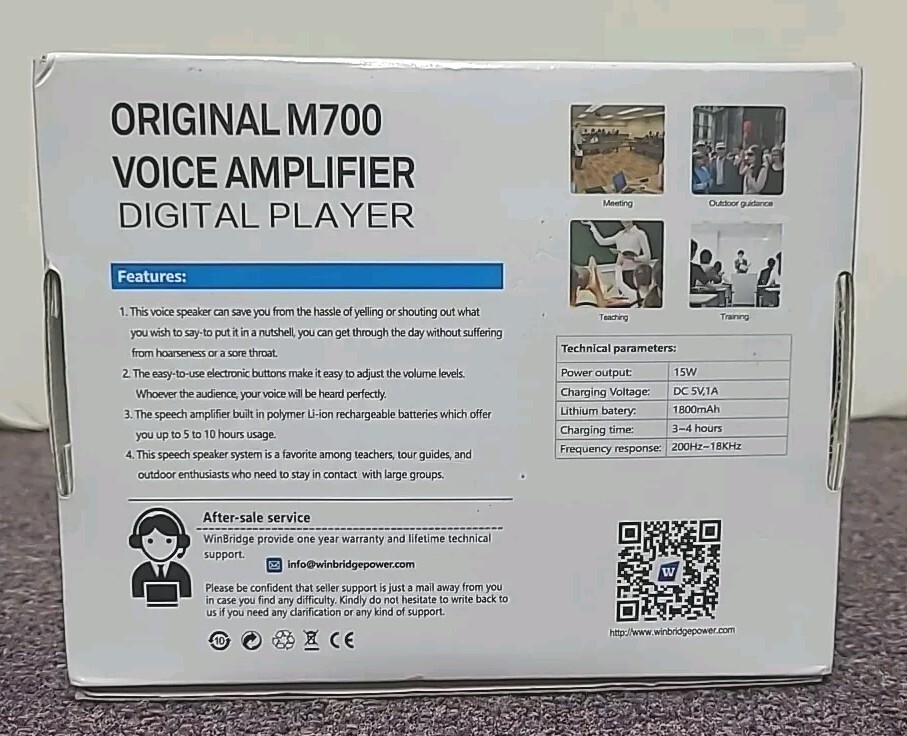 ORIGINAL M700
VOICE AMPLIFIER
DIGITAL PLAYER
Features:
1. This voice speaker can save you from the hassle of yelling or shouting out what
you wish to say-to put it in a nutshell, you can get through the day without suffering
from hoarseness or a sore throat.
2. The easy-to-use electronic buttons make it easy to adjust the volume levels.
Whoever the audience, your voice will be heard perfectly.
3. The speech amplifier built in polymer Li-ion rechargeable batteries which offer
you up to 5 to 10 hours usage.
4. This speech speaker system is a favorite among teachers, tour guides, and
outdoor enthusiasts who need to stay in contact with large groups.
After-sale service
WinBridge provide one year warranty and lifetime technical
support.
info@winbridgepower.com
Please be confident that seller support is just a mail away from you
in case you find any difficulty. Kindly do not hesitate to write back to
us if you need any clarification or any kind of support.
10
CE
Meeting
Outdoor guidance
Teaching
Training
Technical parameters:
Power output: 15W
Charging Voltage: DC 5V,1A
Lithium batery: 1800mAh
Charging time: 3-4 hours
Frequency response: 200Hz-18KHz
W
http://www.winbridgepower.com